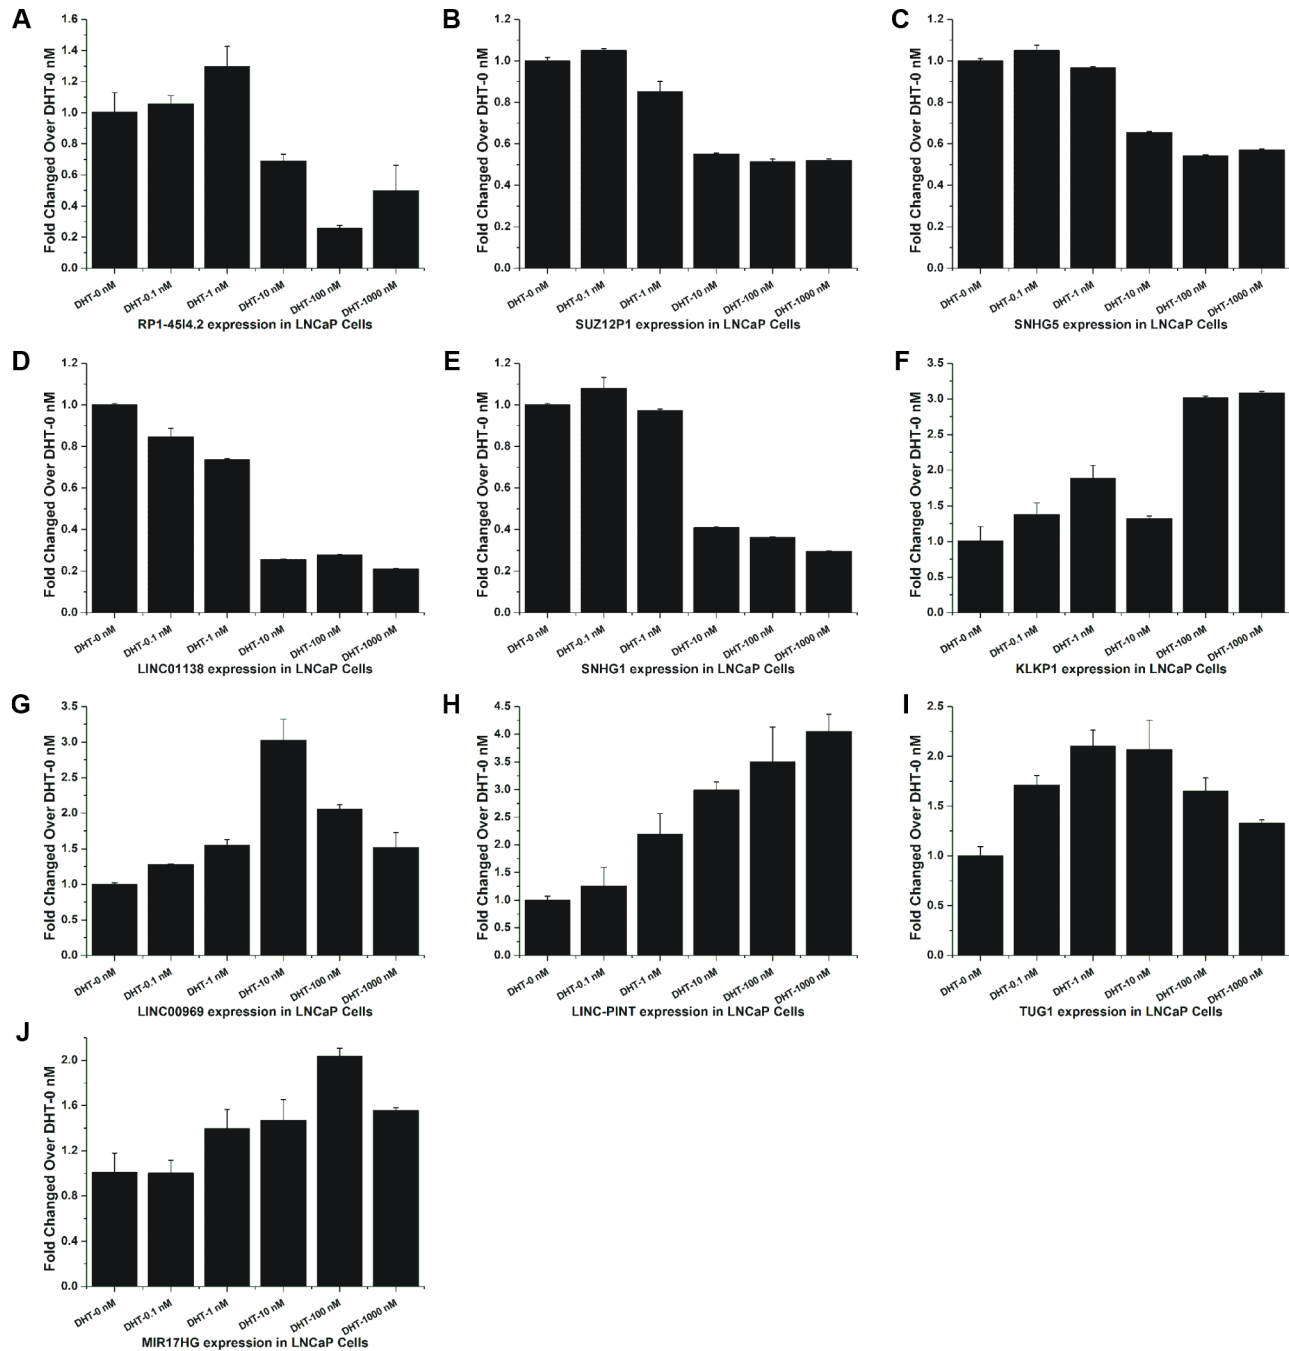 A
Fold Changed Over DHT-0 nM
1.6
1.4
1.2
1.0
0.8
0.6
0.4
0.2
0.0
DHT-0 nM
DHT-0.1 nM
DHT-1 nM
DHT-10 nM
DHT-100 nM
DHT-1000 nM
RP1-45I4.2 expression in LNCaP Cells
B
Fold Changed Over DHT-0 nM
1.2
1.0
0.8
0.6
0.4
0.2
0.0
DHT-0 nM
DHT-0.1 nM
DHT-1 nM
DHT-10 nM
DHT-100 nM
DHT-1000 nM
SUZ12P1 expression in LNCaP Cells
C
Fold Changed Over DHT-0 nM
1.2
1.0
0.8
0.6
0.4
0.2
0.0
DHT-0 nM
DHT-0.1 nM
DHT-1 nM
DHT-10 nM
DHT-100 nM
DHT-1000 nM
SNHG5 expression in LNCaP Cells
D
Fold Changed Over DHT-0 nM
1.2
1.0
0.8
0.6
0.4
0.2
0.0
DHT-0 nM
DHT-0.1 nM
DHT-1 nM
DHT-10 nM
DHT-100 nM
DHT-1000 nM
LINC01138 expression in LNCaP Cells
E
Fold Changed Over DHT-0 nM
1.2
1.0
0.8
0.6
0.4
0.2
0.0
DHT-0 nM
DHT-0.1 nM
DHT-1 nM
DHT-10 nM
DHT-100 nM
DHT-1000 nM
SNHG1 expression in LNCaP Cells
F
Fold Changed Over DHT-0 nM
3.5
3.0
2.5
2.0
1.5
1.0
0.5
0.0
DHT-0 nM
DHT-0.1 nM
DHT-1 nM
DHT-10 nM
DHT-100 nM
DHT-1000 nM
KLKP1 expression in LNCaP Cells
G
Fold Changed Over DHT-0 nM
3.5
3.0
2.5
2.0
1.5
1.0
0.5
0.0
DHT-0 nM
DHT-0.1 nM
DHT-1 nM
DHT-10 nM
DHT-100 nM
DHT-1000 nM
LINC00969 expression in LNCaP Cells
H
Fold Changed Over DHT-0 nM
4.5
4.0
3.5
3.0
2.5
2.0
1.5
1.0
0.5
0.0
DHT-0 nM
DHT-0.1 nM
DHT-1 nM
DHT-10 nM
DHT-100 nM
DHT-1000 nM
LINC-PINT expression in LNCaP Cells
I
Fold Changed Over DHT-0 nM
2.5
2.0
1.5
1.0
0.5
0.0
DHT-0 nM
DHT-0.1 nM
DHT-1 nM
DHT-10 nM
DHT-100 nM
DHT-1000 nM
TUG1 expression in LNCaP Cells
J
Fold Changed Over DHT-0 nM
2.0
1.6
1.2
0.8
0.4
0.0
DHT-0 nM
DHT-0.1 nM
DHT-1 nM
DHT-10 nM
DHT-100 nM
DHT-1000 nM
MIR17HG expression in LNCaP Cells